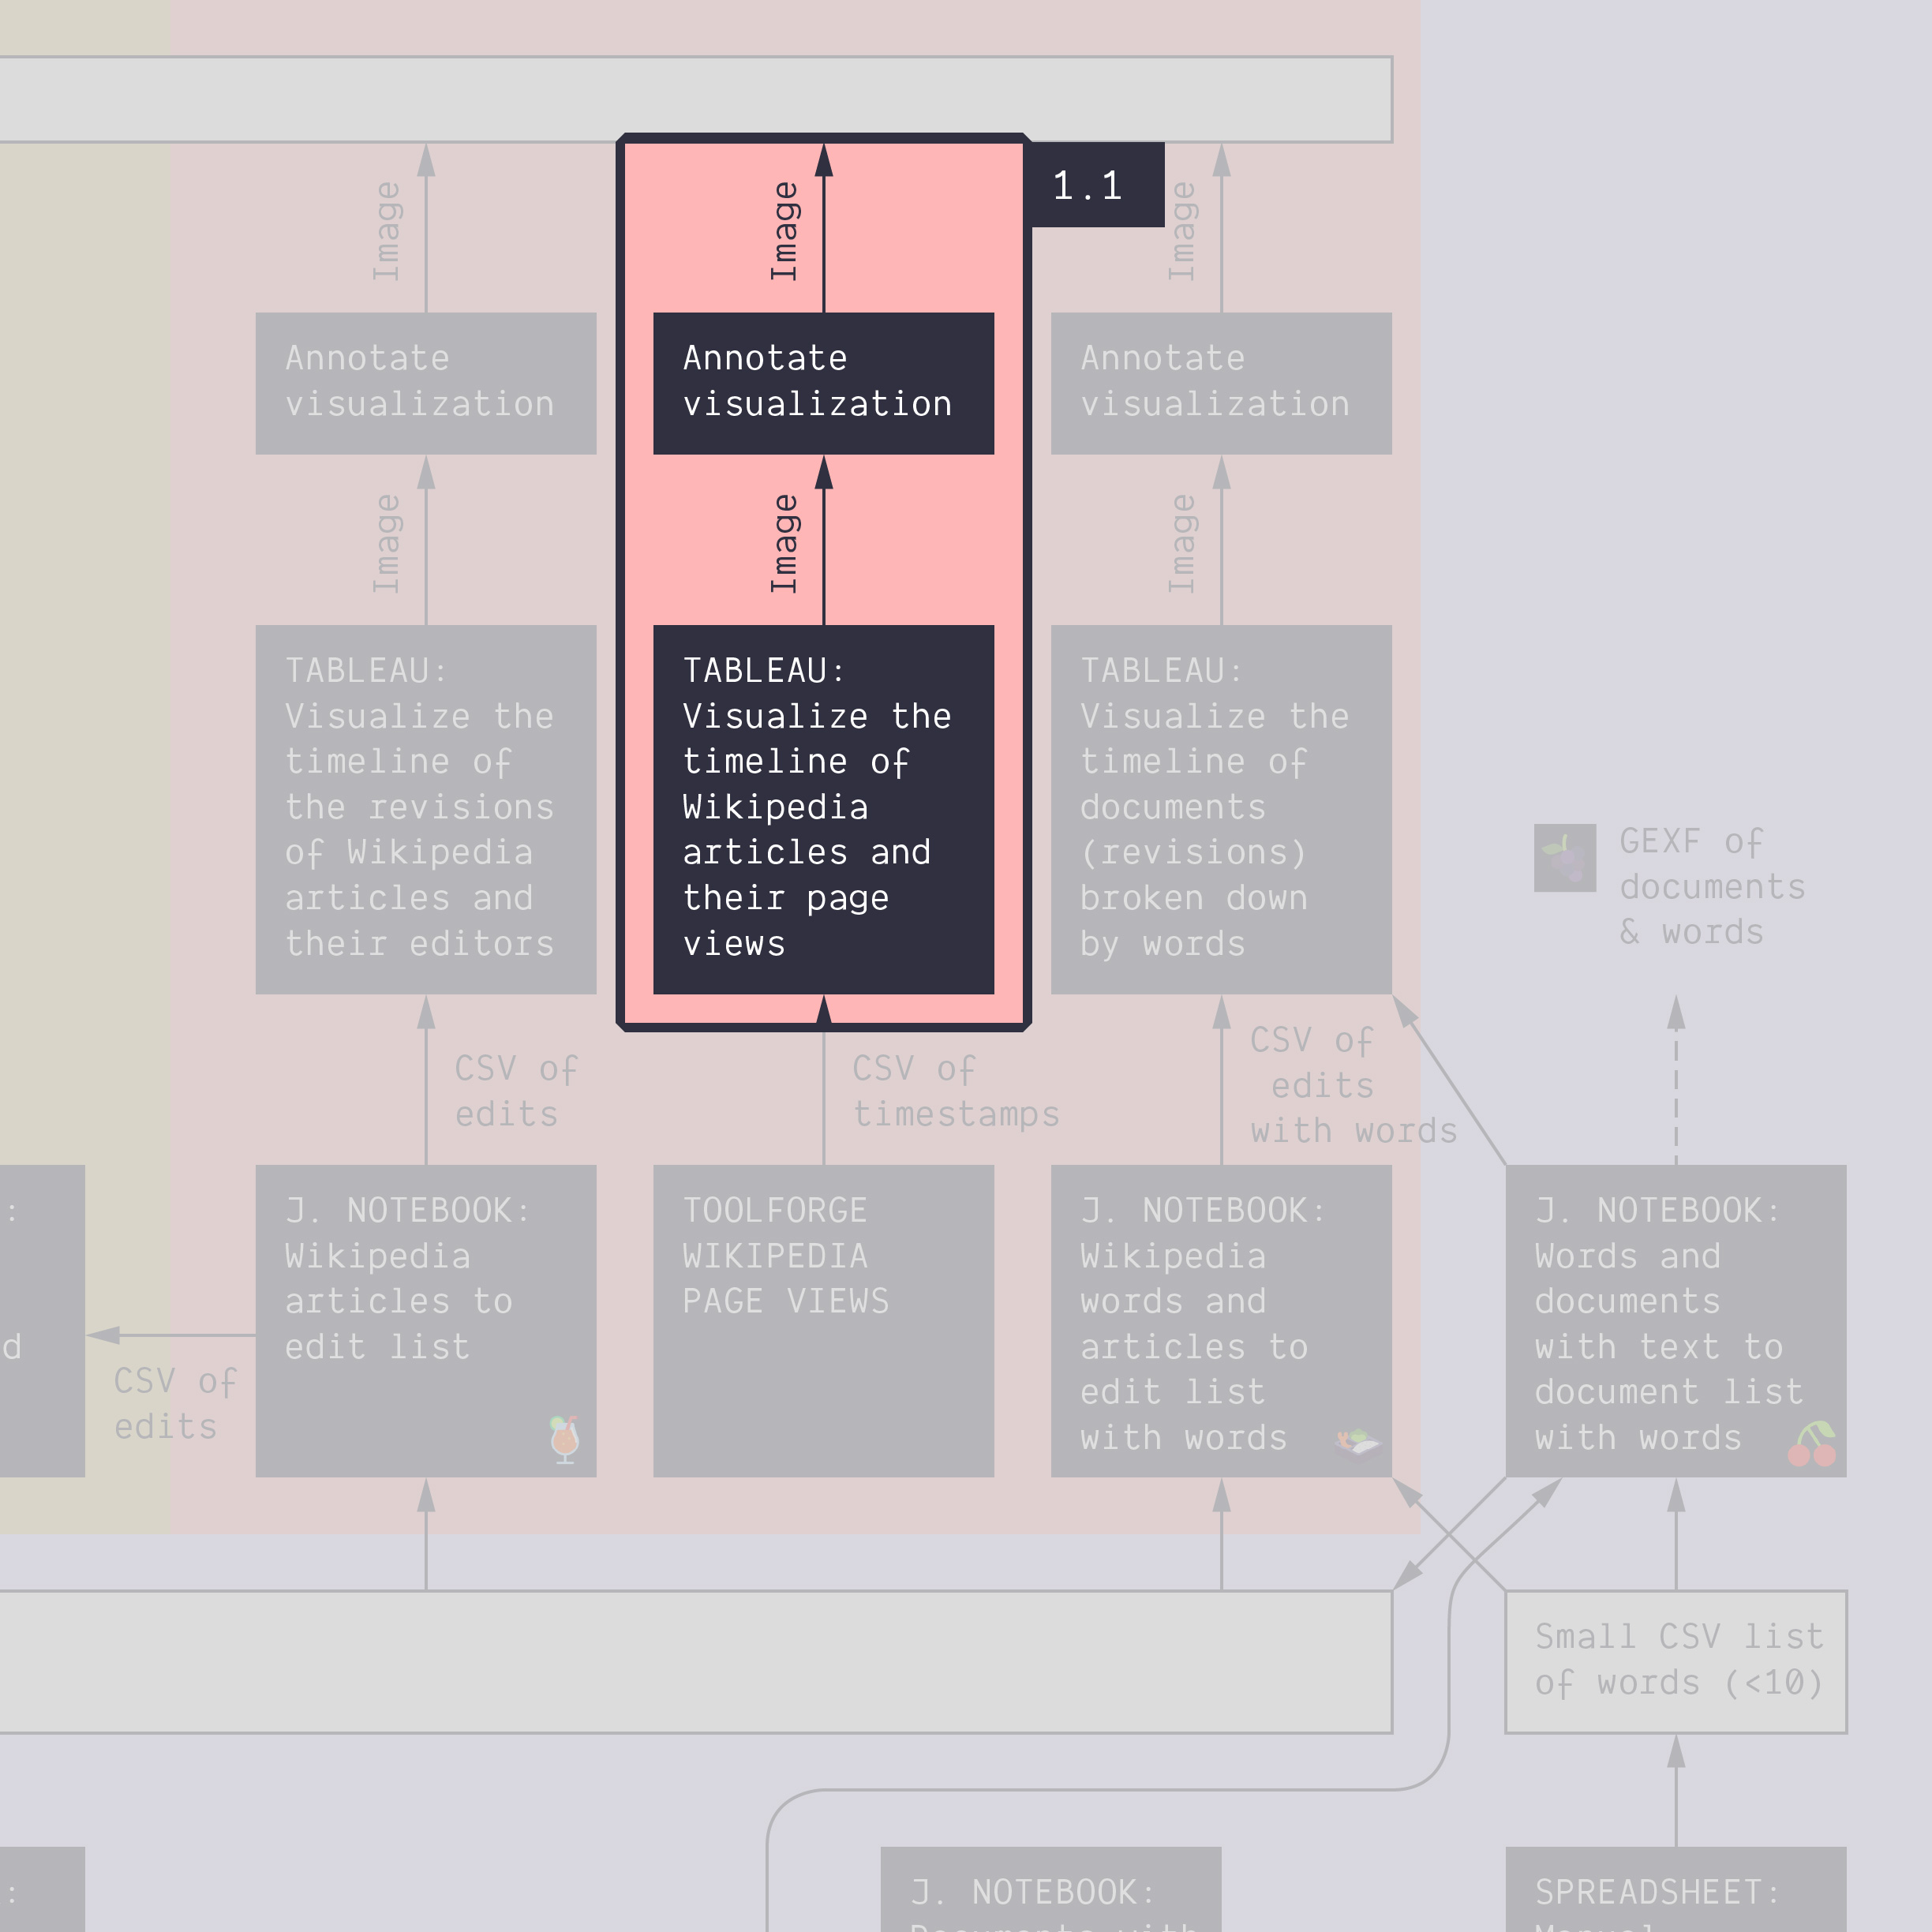 1.1
Image
Image
Image
Annotate
visualization
Annotate
visualization
Annotate
visualization
Image
Image
Image
TABLEAU:
Visualize the
timeline of
the revisions
of Wikipedia
articles and
their editors
TABLEAU:
Visualize the
timeline of
Wikipedia
articles and
their page
views
TABLEAU:
Visualize the
timeline of
documents
(revisions)
broken down
by words
GEXF of
documents
& words
CSV of
edits
CSV of
timestamps
CSV of
edits
with words
:
d
CSV of
edits
J. NOTEBOOK:
Wikipedia
articles to
edit list
TOOLFORGE
WIKIPEDIA
PAGE VIEWS
J. NOTEBOOK:
Wikipedia
words and
articles to
edit list
with words
J. NOTEBOOK:
Words and
documents
with text to
document list
with words
Small CSV list
of words (<10)
:
J. NOTEBOOK:
Documents with
SPREADSHEET:
Manual